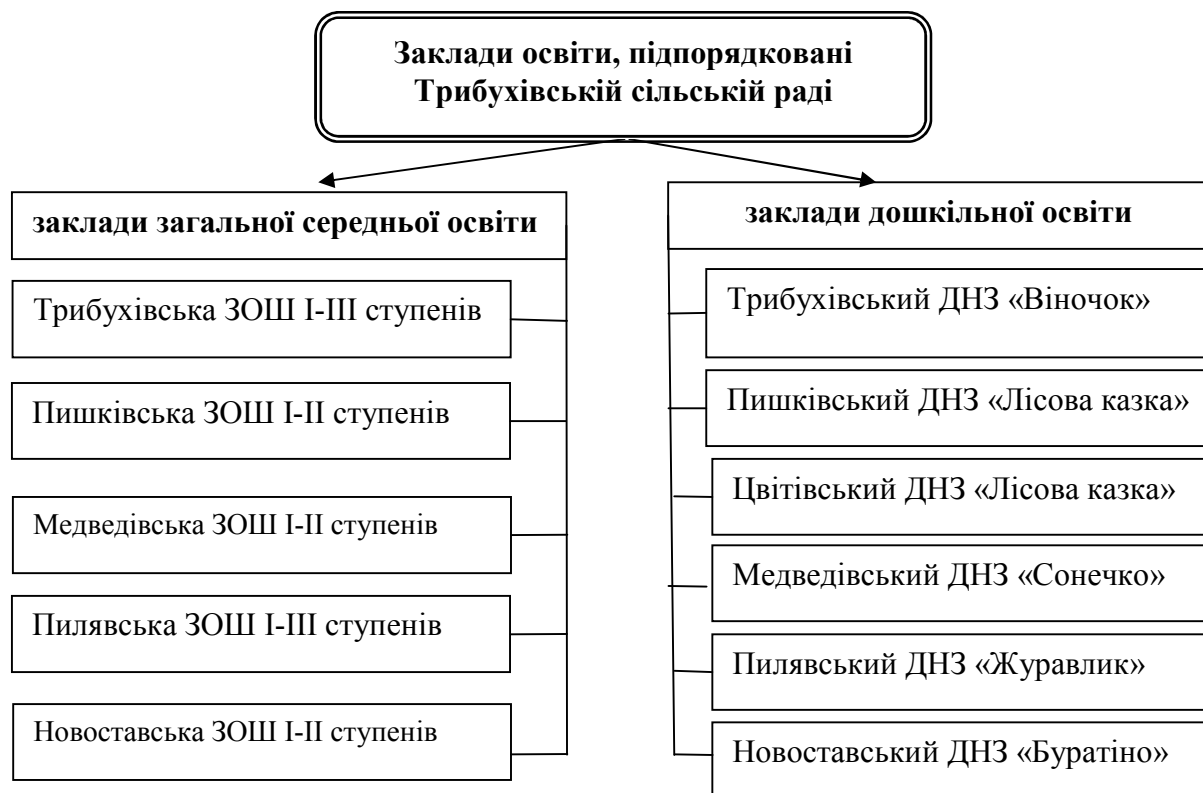 Заклади освіти, підпорядковані
Трибухівській сільській раді
заклади загальної середньої освіти
Трибухівська ЗОШ І-ІІІ ступенів
Пишківська ЗОШ І-ІІ ступенів
Медведівська ЗОШ І-ІІ ступенів
Пилявська ЗОШ І-ІІІ ступенів
Новоставська ЗОШ І-ІІ ступенів
заклади дошкільної освіти
Трибухівський ДНЗ «Віночок»
Пишківський ДНЗ «Лісова казка»
Цвітівський ДНЗ «Лісова казка»
Медведівський ДНЗ «Сонечко»
Пилявський ДНЗ «Журавлик»
Новоставський ДНЗ «Буратіно»